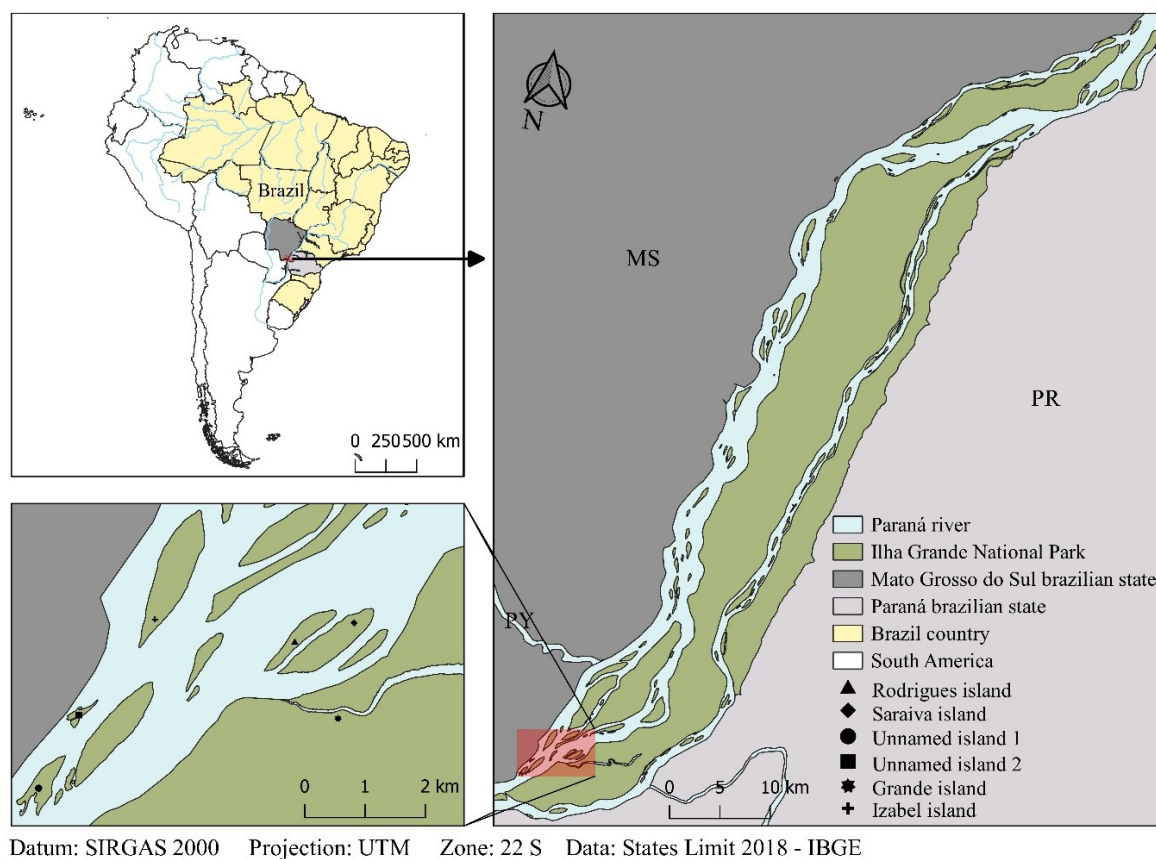 Brazil
0 250 500 km
N
MS
PR
PY
Paraná river
Ilha Grande National Park
Mato Grosso do Sul brazilian state
Paraná brazilian state
Brazil country
South America
Rodrigues island
Saraiva island
Unnamed island 1
Unnamed island 2
Grande island
Izabel island
0 1 2 km
0 5 10 km
Datum: SIRGAS 2000 Projection: UTM Zone: 22 S Data: States Limit 2018 - IBGE